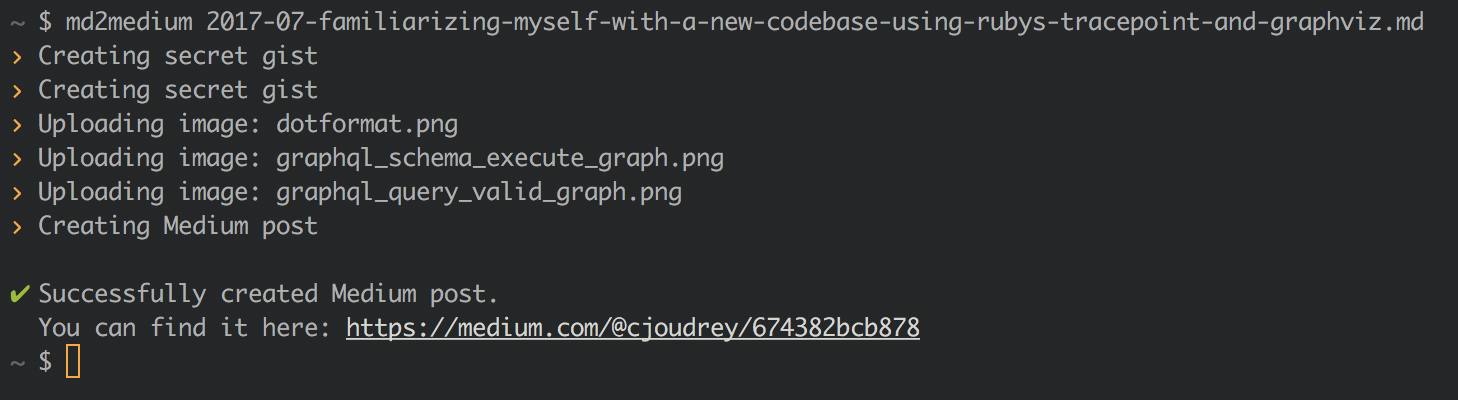 ~ $ md2medium 2017-07-familiarizing-myself-with-a-new-codebase-using-rubys-tracepoint-and-graphviz.md
› Creating secret gist
› Creating secret gist
› Uploading image: dotformat.png
› Uploading image: graphql_schema_execute_graph.png
› Uploading image: graphql_query_valid_graph.png
› Creating Medium post
✔ Successfully created Medium post.
You can find it here: https://medium.com/@cjoudrey/674382bcb878
~ $